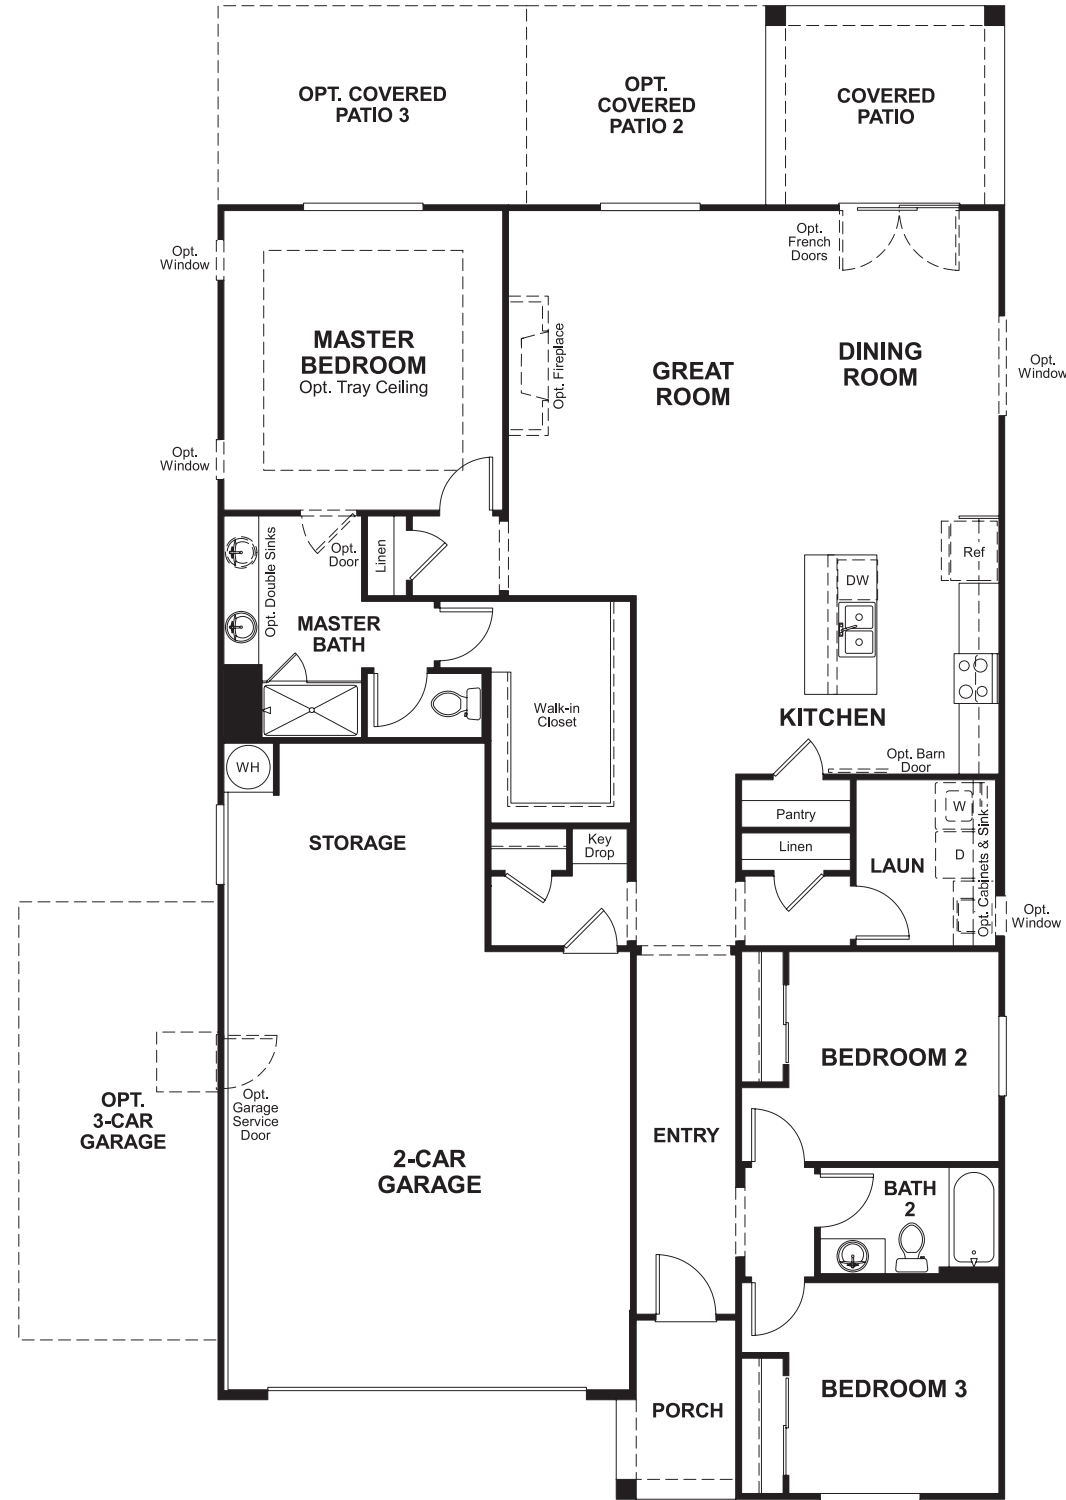 OPT. COVERED
PATIO 3
OPT.
COVERED
PATIO 2
COVERED
PATIO
Opt.
Window
Opt.
French
Doors
MASTER
BEDROOM
Opt. Tray Ceiling
Opt. Fireplace
GREAT
ROOM
DINING
ROOM
Opt.
Window
Opt.
Window
Opt. Double Sinks
Opt.
Door
Linen
Ref
DW
MASTER
BATH
Walk-in
Closet
KITCHEN
Opt. Barn
Door
WH
STORAGE
Key
Drop
Pantry
Linen
LAUN
W
D
Opt. Cabinets & Sink
Opt.
Window
OPT.
3-CAR
GARAGE
Opt.
Garage
Service
Door
2-CAR
GARAGE
ENTRY
BEDROOM 2
BATH
2
BEDROOM 3
PORCH